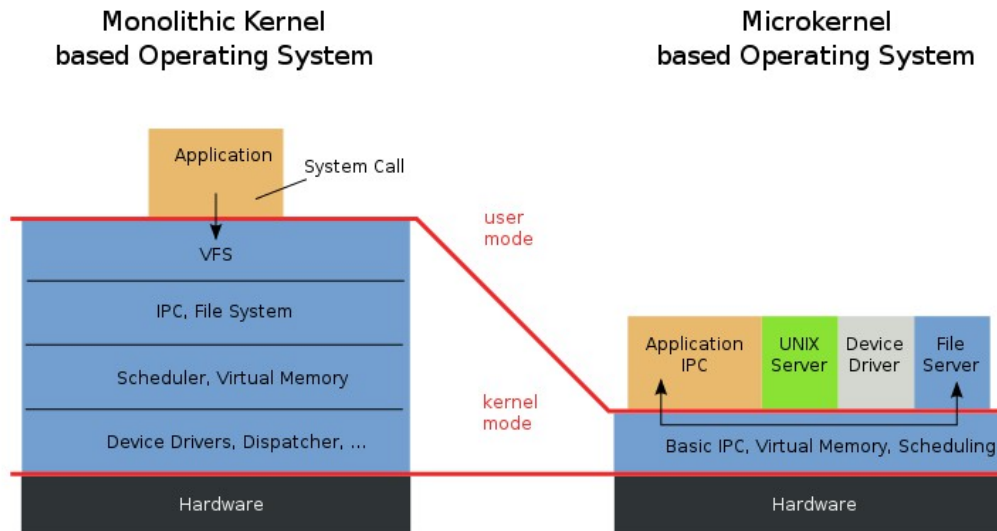 Monolithic Kernel
based Operating System
Microkernel
based Operating System
Application
System Call
user
mode
VFS
IPC, File System
Scheduler, Virtual Memory
Device Drivers, Dispatcher, ...
Hardware
kernel
mode
Application
IPC
UNIX
Server
Device
Driver
File
Server
Basic IPC, Virtual Memory, Scheduling
Hardware